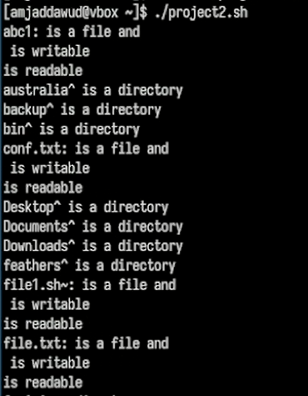 [amjaddawud@vbox ~]$ ./project2.sh
abc1: is a file and
 is writable
is readable
australia^ is a directory
backup^ is a directory
bin^ is a directory
conf.txt: is a file and
 is writable
is readable
Desktop^ is a directory
Documents^ is a directory
Downloads^ is a directory
feathers^ is a directory
file1.sh~: is a file and
 is writable
is readable
file.txt: is a file and
 is writable
is readable